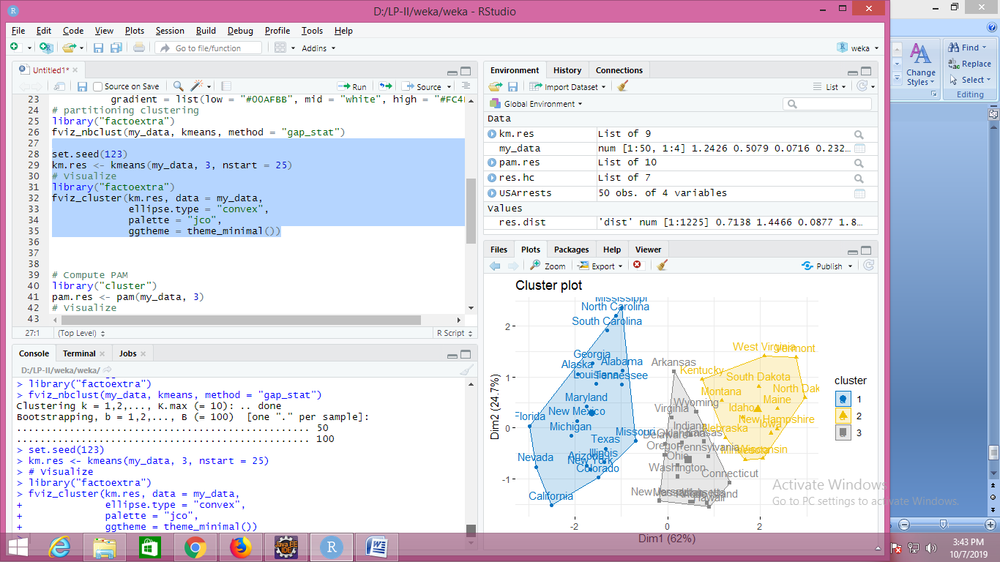 D:/LP-II/weka/weka - RStudio
File Edit Code View Plots Session Build Debug Profile Tools Help
Go to file/function Addins weka
Untitled1*
Source on Save Run Source
23 gradient = list(low = "#00AFBB", mid = "white", high = "#FC4
24 # partitioning clustering
25 library("factoextra")
26 fviz_nbclust(my_data, kmeans, method = "gap_stat")
27
28 set.seed(123)
29 km.res <- kmeans(my_data, 3, nstart = 25)
30 # Visualize
31 library("factoextra")
32 fviz_cluster(km.res, data = my_data,
33 ellipse.type = "convex",
34 palette = "jco",
35 ggtheme = theme_minimal())
36
37
38
39 # Compute PAM
40 library("cluster")
41 pam.res <- pam(my_data, 3)
42 # Visualize
43
27:1 (Top Level) R Script
Console Terminal Jobs
D:/LP-II/weka/weka/
> library("factoextra")
> fviz_nbclust(my_data, kmeans, method = "gap_stat")
Clustering k = 1,2,..., K.max (= 10): .. done
Bootstrapping, b = 1,2,..., B (= 100) [one "." per sample]:
.................................................. 50
.................................................. 100
> set.seed(123)
> km.res <- kmeans(my_data, 3, nstart = 25)
> # Visualize
> library("factoextra")
> fviz_cluster(km.res, data = my_data,
+ ellipse.type = "convex",
+ palette = "jco",
+ ggtheme = theme_minimal())
>
Environment History Connections
Import Dataset List
Global Environment
Data
km.res List of 9
my_data num [1:50, 1:4] 1.2426 0.5079 0.0716 0.232...
pam.res List of 10
res.hc List of 7
USArrests 50 obs. of 4 variables
Values
res.dist 'dist' num [1:1225] 0.7138 1.4466 0.0877 1.8...
Files Plots Packages Help Viewer
Zoom Export Publish
Cluster plot
Mississippi
North Carolina
South Carolina
Georgia
Alaska
Alabama
Louisiana
Tennessee
Maryland
New Mexico
Florida
Michigan
Missouri
Texas
Nevada
Arizona
Illinois
New York
Colorado
California
Arkansas
Virginia
Wyoming
Indiana
Delaware
Oklahoma
Kansas
Oregon
Pennsylvania
Ohio
Washington
Connecticut
New Jersey
Hawaii
West Virginia
Vermont
Kentucky
South Dakota
Montana
North Dak
Maine
Idaho
New Hampshire
Nebraska
Iowa
Wisconsin
2
1
0
-1
-2 0 2
Dim2 (24.7%)
Dim1 (62%)
cluster
1
2
3
Change
Styles
Find
Replace
Select
Editing
Activate Windows
Go to PC settings to activate Windows.
Java EE
IDE
3:43 PM
10/7/2019